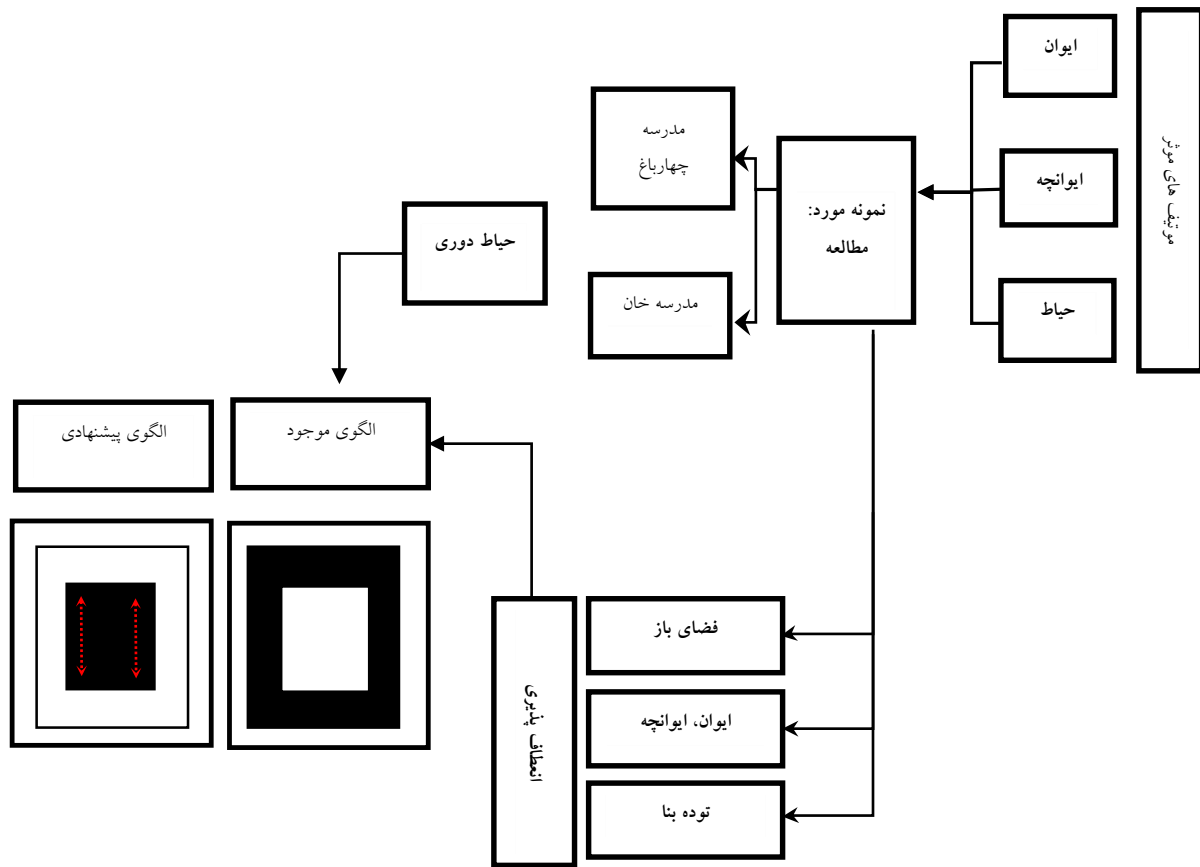 موتیف های موثر
ایوان
ایوانچه
حیاط
نمونه مورد:
مطالعه
مدرسه
چهارباغ
مدرسه خان
حیاط دوری
الگوی موجود
الگوی پیشنهادی
فضای باز
ایوان، ایوانچه
توده بنا
انعطاف پذیری